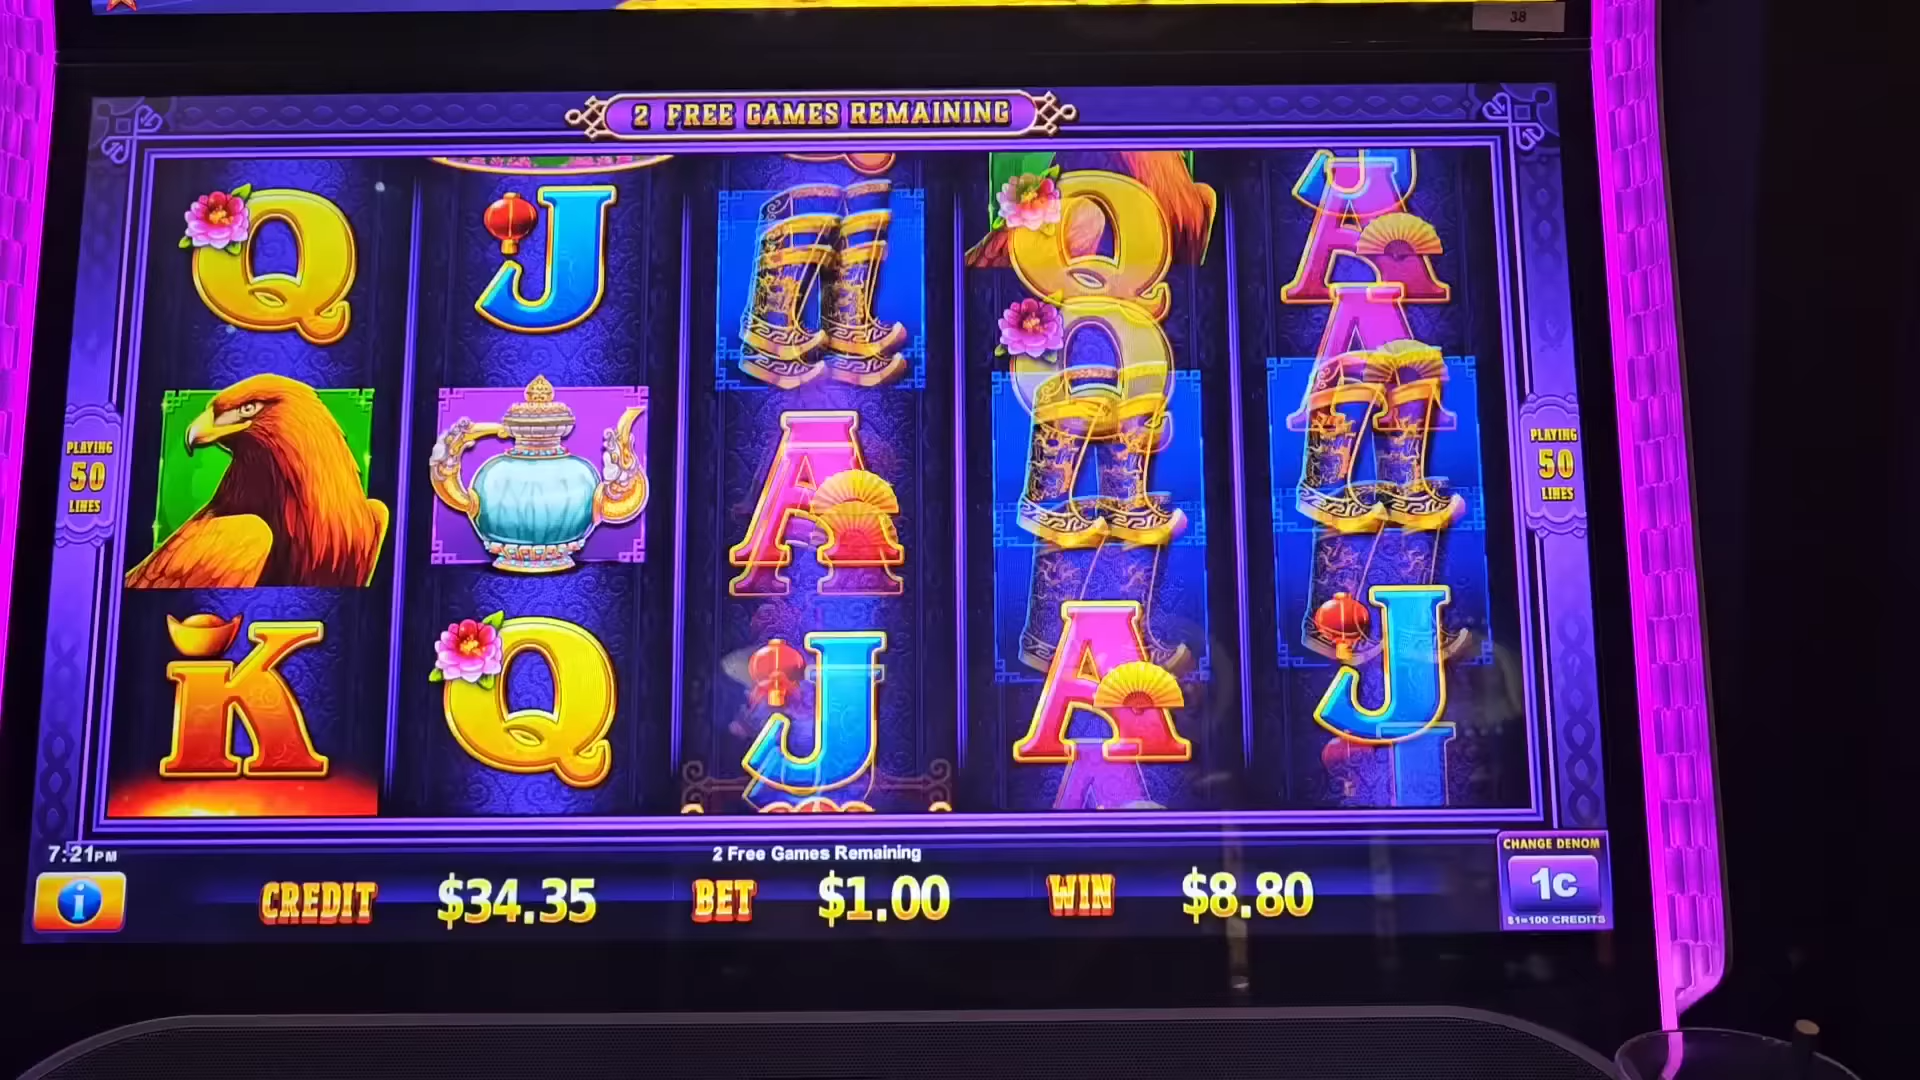 38
2 FREE GAMES REMAINING
Q J Q A
PLAYING
50
LINES
A
PLAYING
50
LINES
K Q J A J
7:21PM
2 Free Games Remaining
CHANGE DENOM
CREDIT $34.35 BET $1.00 WIN $8.80
1¢
$1=100 CREDITS